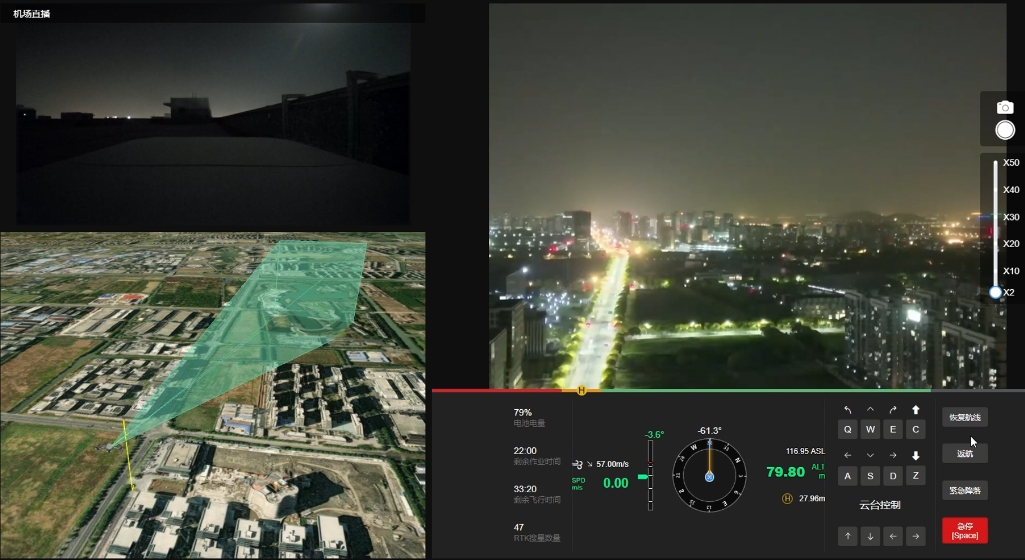 机场直播
X50
X40
X30
X20
X10
X2
H
79%
电池电量
22:00
剩余作业时间
33:20
剩余飞行时间
47
RTK搜星数量
57.00m/s
SPD
m/s
0.00
-3.6°
-61.3°
W
N
116.95 ASL
79.80
ALT
m
H
27.96m
Q
W
E
C
A
S
D
Z
云台控制
恢复航线
返航
紧急降落
急停
[Space]